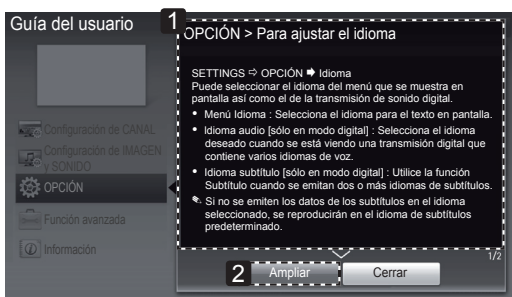 Guía del usuario
1
OPCIÓN > Para ajustar el idioma
SETTINGS ⇨ OPCIÓN ➡ Idioma
Puede seleccionar el idioma del menú que se muestra en
pantalla así como el de la transmisión de sonido digital.
• Menú Idioma : Selecciona el idioma para el texto en pantalla.
• Idioma audio [sólo en modo digital] : Selecciona el idioma
deseado cuando se está viendo una transmisión digital que
contiene varios idiomas de voz.
• Idioma subtítulo [sólo en modo digital] : Utilice la función
Subtítulo cuando se emitan dos o más idiomas de subtítulos.
✎ Si no se emiten los datos de los subtítulos en el idioma
seleccionado, se reproducirán en el idioma de subtítulos
predeterminado.
Configuración de CANAL
Configuración de IMAGEN
y SONIDO
OPCIÓN
Función avanzada
Información
1/2
2
Ampliar
Cerrar